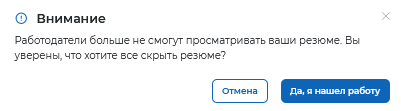 Внимание
Работодатели больше не смогут просматривать ваши резюме. Вы
уверены, что хотите все скрыть резюме?
Отмена
Да, я нашел работу